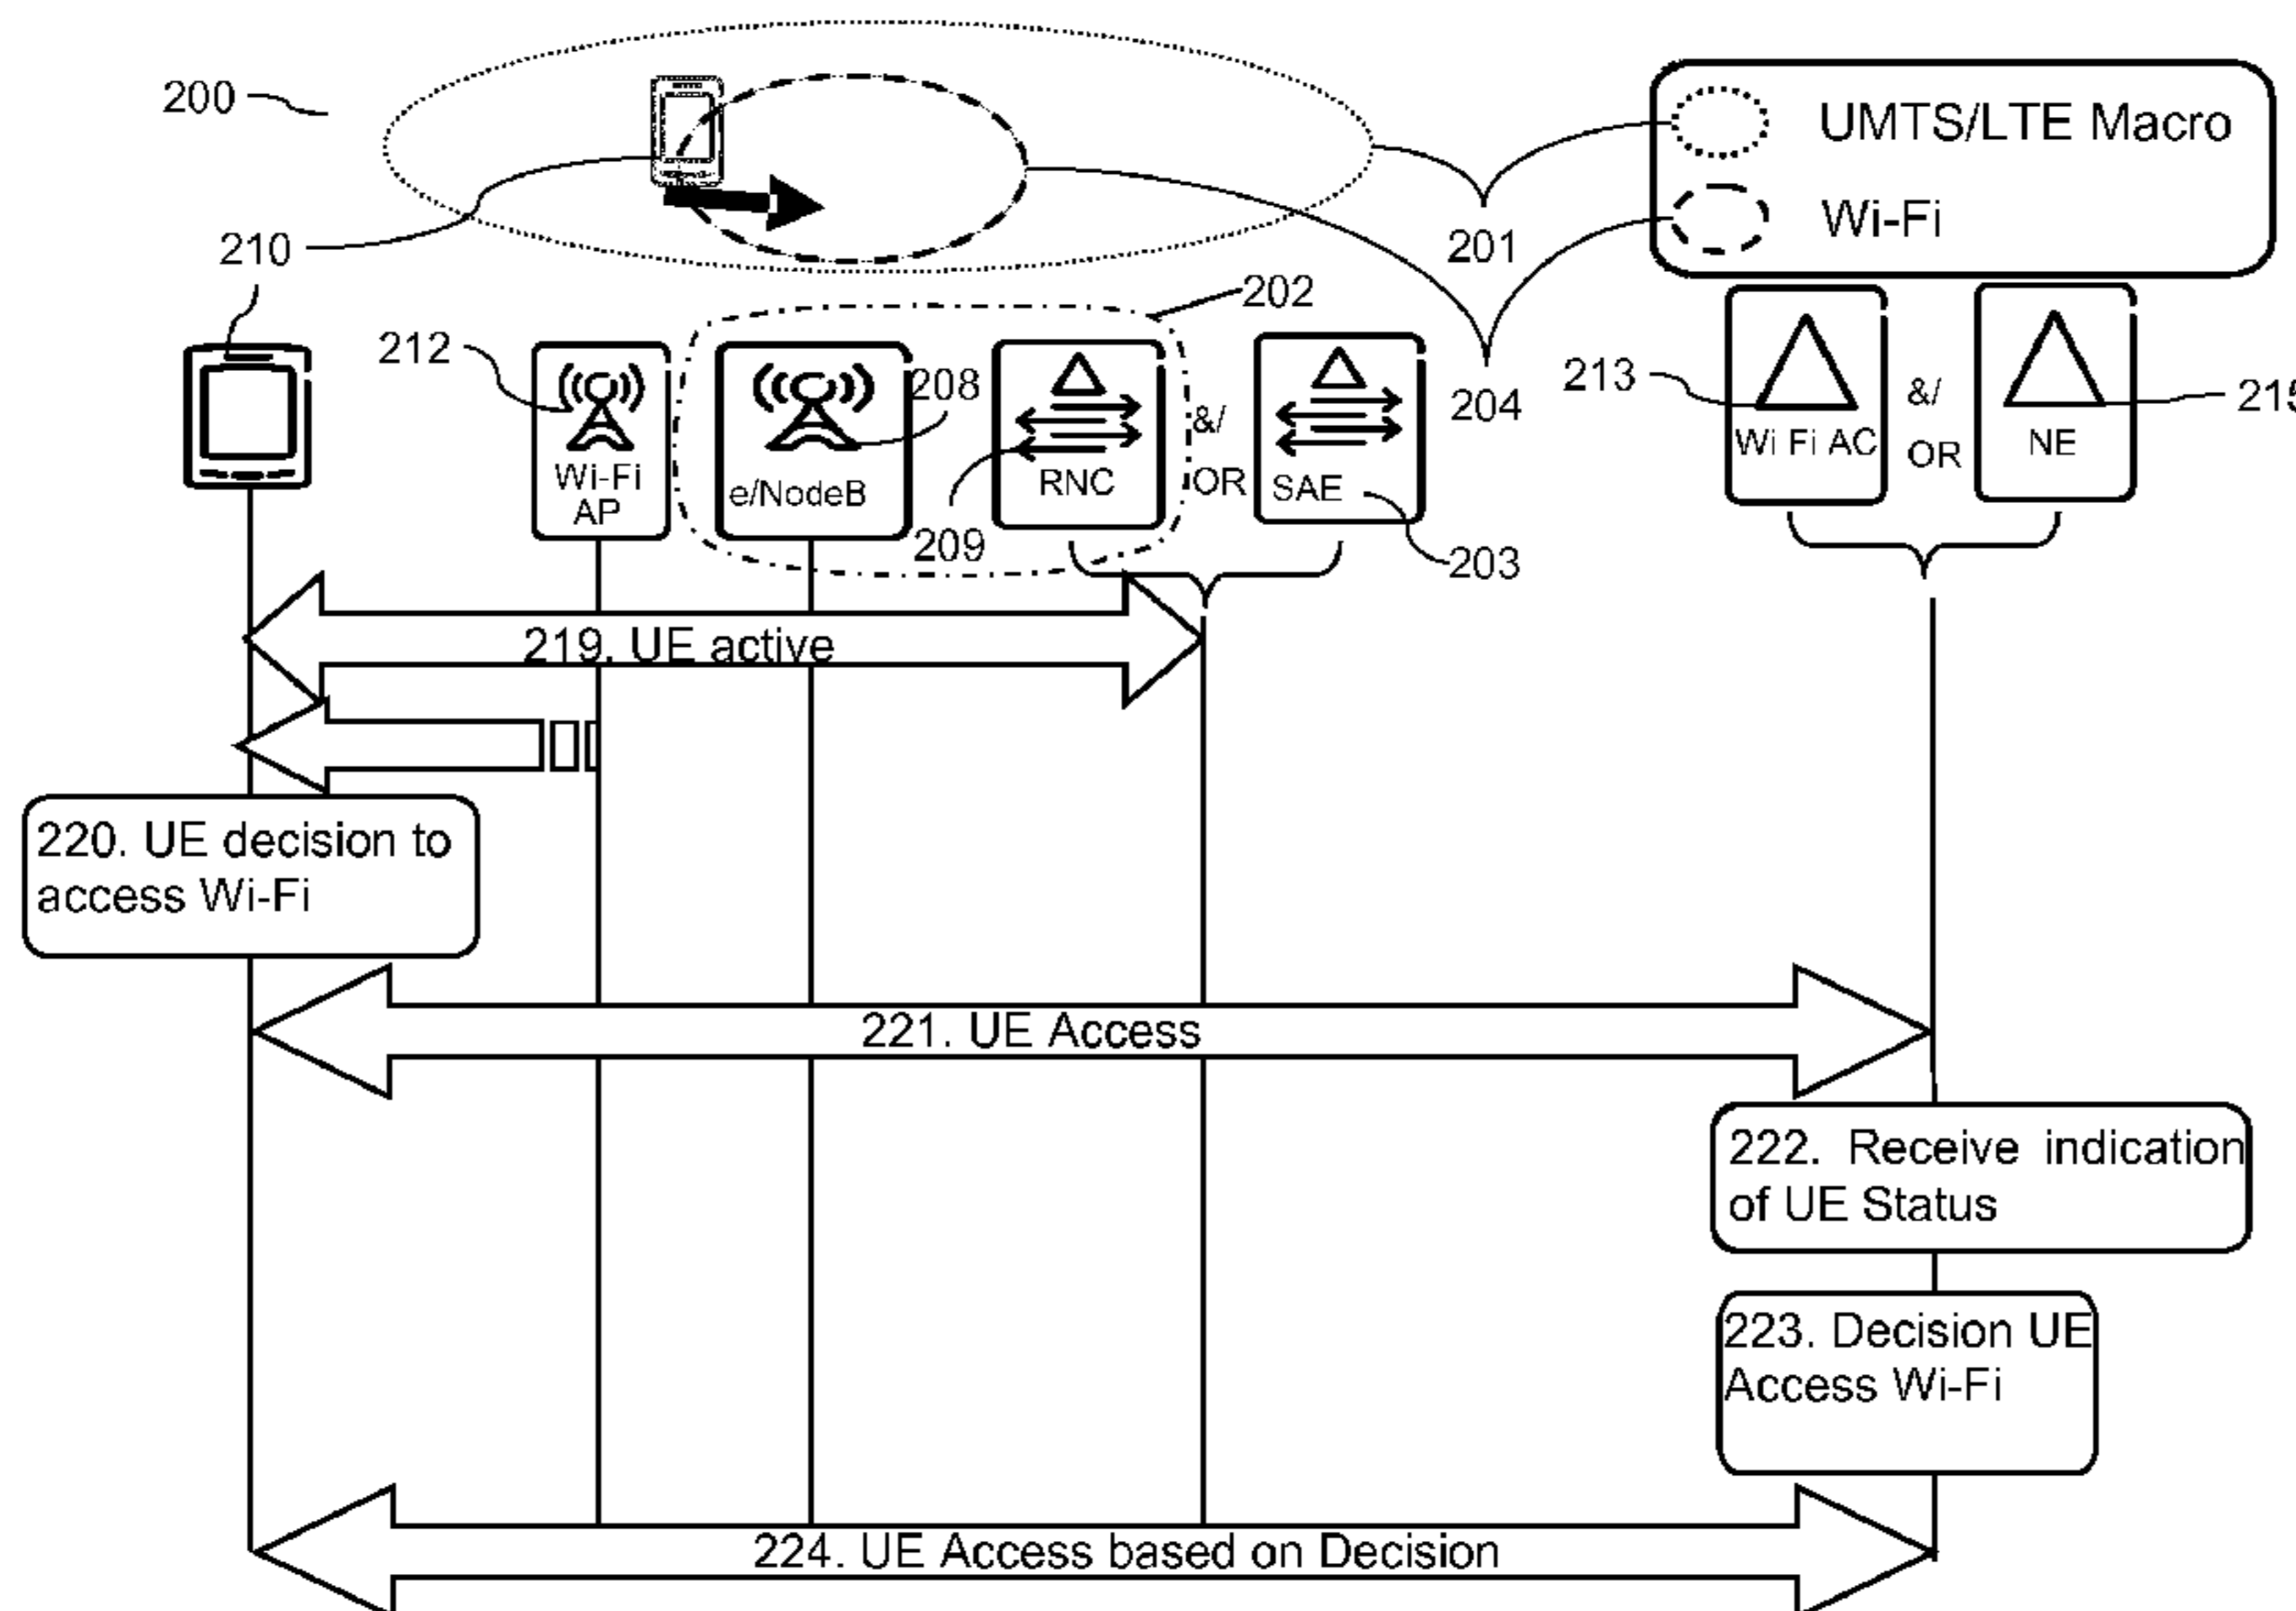 200
UMTS/LTE Macro
Wi-Fi
201
210
202
212
208
213
204
215
&/
OR
&/
OR
Wi-Fi
AP
e/NodeB
RNC
SAE
Wi Fi AC
NE
209
203
219. UE active
220. UE decision to
access Wi-Fi
221. UE Access
222. Receive indication
of UE Status
223. Decision UE
Access Wi-Fi
224. UE Access based on Decision